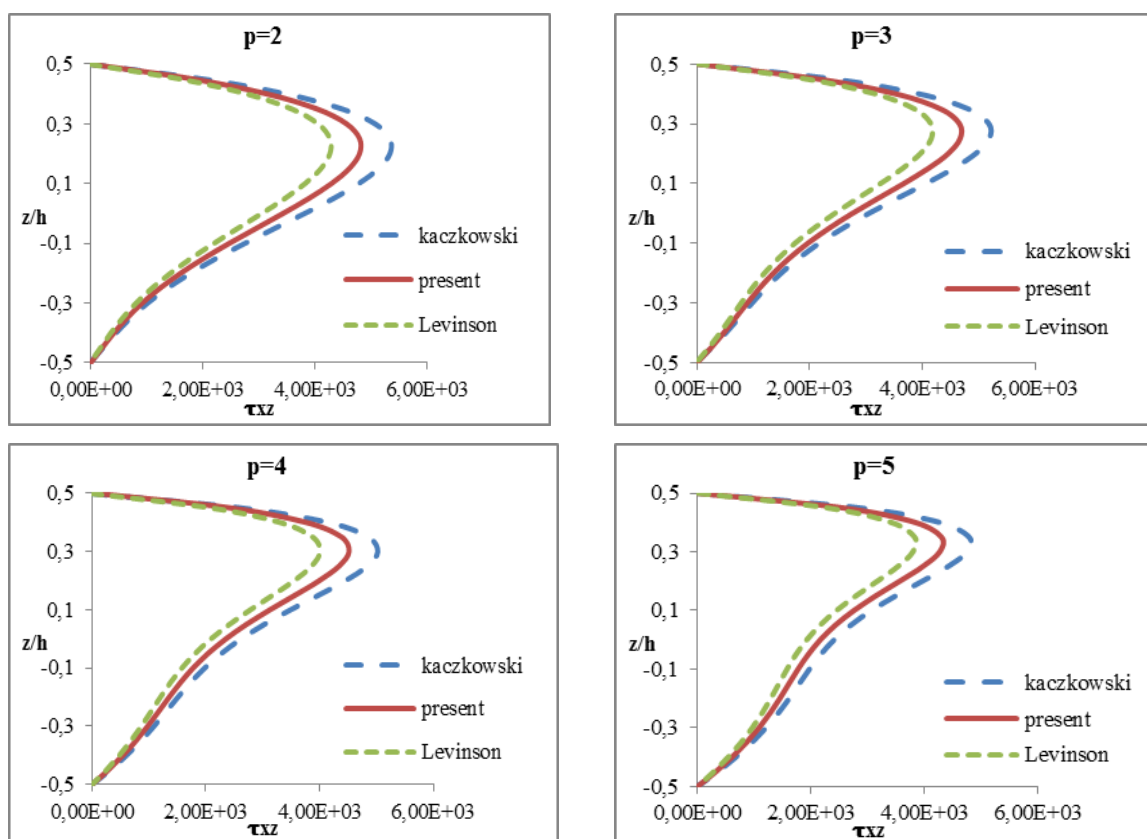 p=2
0,5
0,3
0,1
z/h
-0,1
-0,3
-0,5
kaczkowski
present
Levinson
0,00E+00 2,00E+03 4,00E+03 6,00E+03
τxz
p=3
0,5
0,3
0,1
z/h
-0,1
-0,3
-0,5
kaczkowski
present
Levinson
0,00E+00 2,00E+03 4,00E+03 6,00E+03
τxz
p=4
0,5
0,3
0,1
z/h
-0,1
-0,3
-0,5
kaczkowski
present
Levinson
0,00E+00 2,00E+03 4,00E+03 6,00E+03
τxz
p=5
0,5
0,3
0,1
z/h
-0,1
-0,3
-0,5
kaczkowski
present
Levinson
0,00E+00 2,00E+03 4,00E+03 6,00E+03
τxz